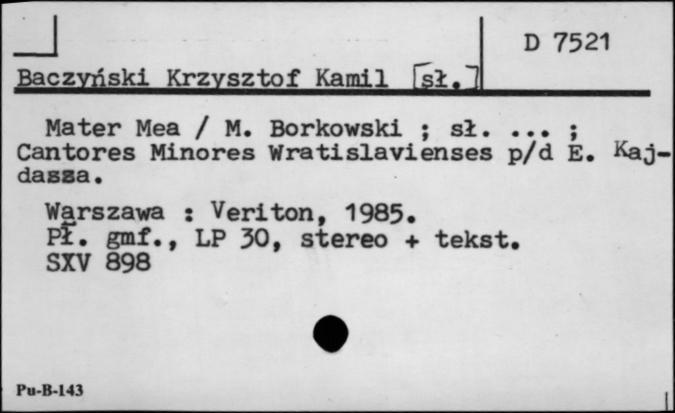 D 7521
Baczyński Krzysztof Kamil [sł.]
Mater Mea / M. Borkowski ; sł. ... ;
Cantores Minores Wratislavienses p/d E. Kaj-
dasza.
Warszawa : Veriton, 1985.
Pł. gmf., LP 30, stereo + tekst.
SXV 898
Pu-B-143